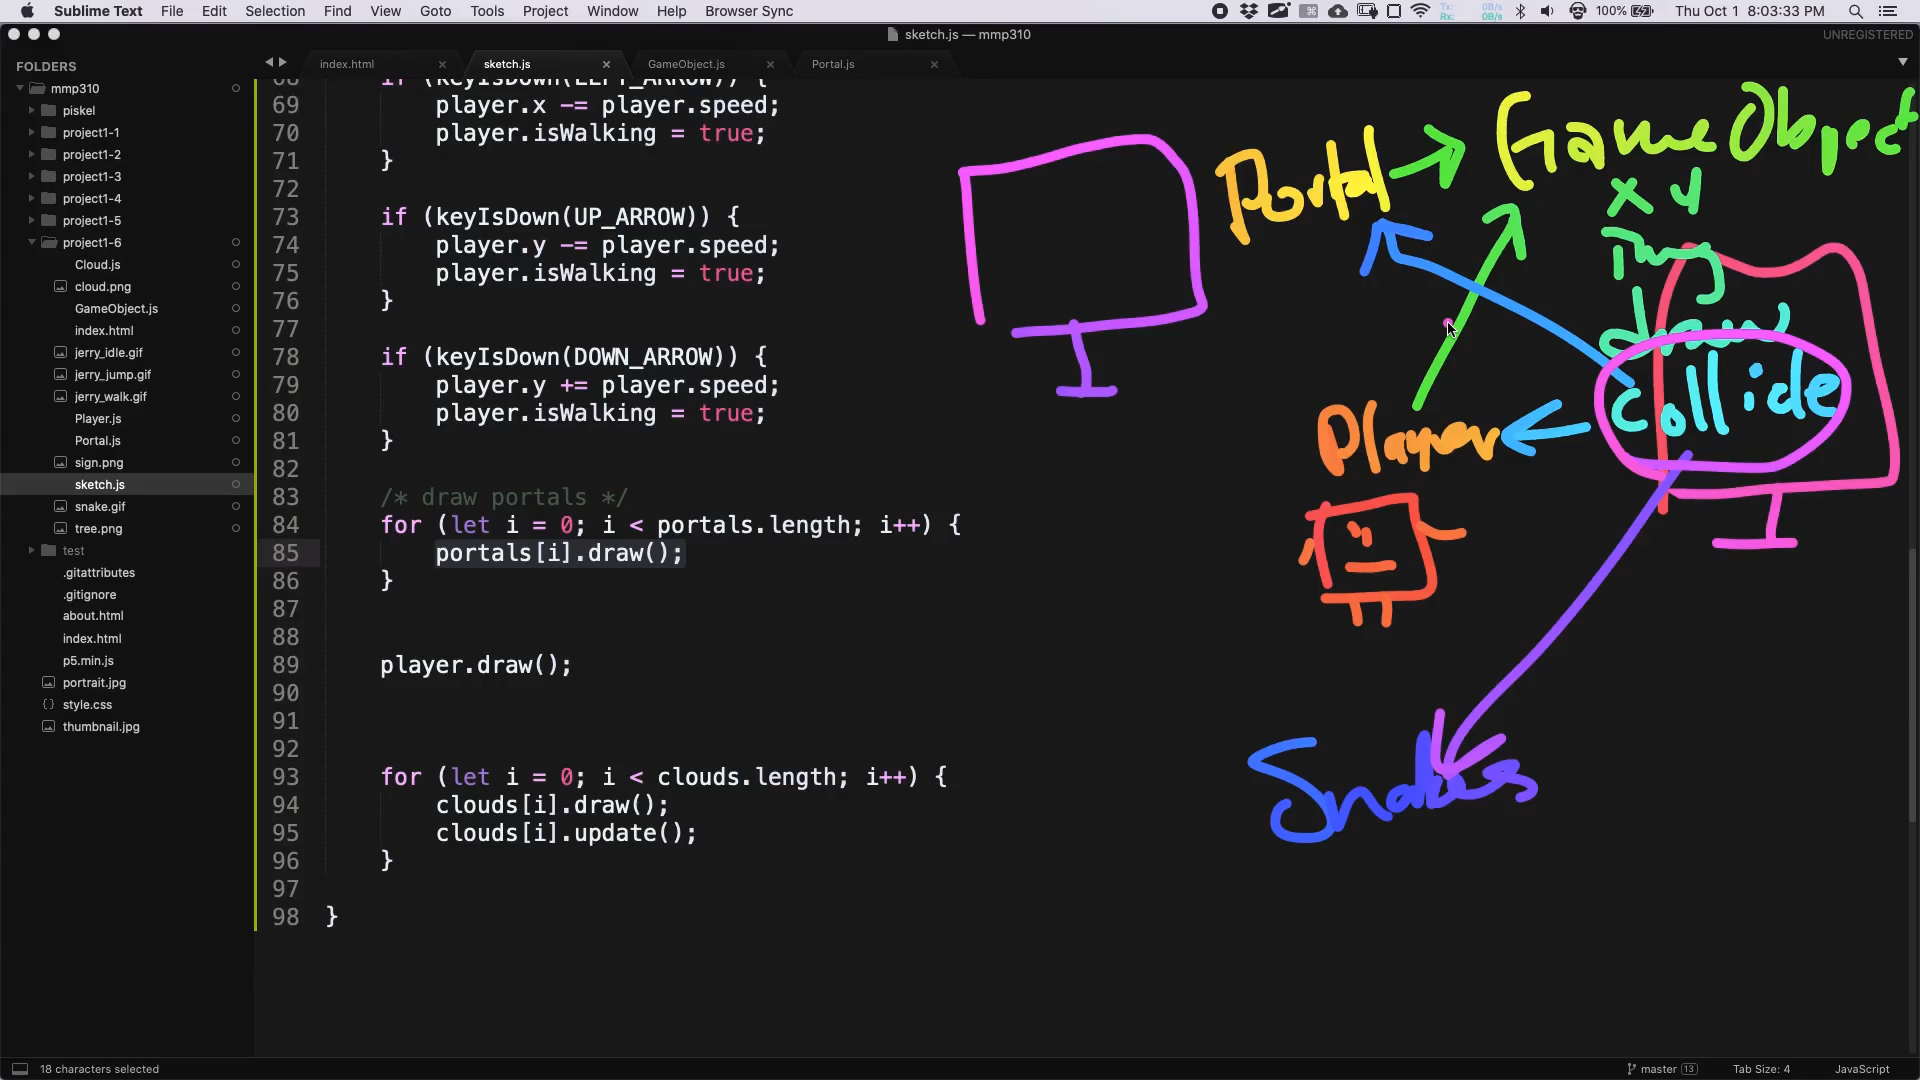 Sublime Text File Edit Selection Find View Goto Tools Project Window Help Browser Sync
Tx: 0B/s
Rx: 0B/s
100% Thu Oct 1 8:03:33 PM
sketch.js — mmp310
UNREGISTERED
FOLDERS
mmp310
piskel
project1-1
project1-2
project1-3
project1-4
project1-5
project1-6
Cloud.js
cloud.png
GameObject.js
index.html
jerry_idle.gif
jerry_jump.gif
jerry_walk.gif
Player.js
Portal.js
sign.png
sketch.js
snake.gif
tree.png
test
.gitattributes
.gitignore
about.html
index.html
p5.min.js
portrait.jpg
style.css
thumbnail.jpg
index.html sketch.js GameObject.js Portal.js
68 if (keyIsDown(LEFT_ARROW)) {
69 player.x -= player.speed;
70 player.isWalking = true;
71 }
72
73 if (keyIsDown(UP_ARROW)) {
74 player.y -= player.speed;
75 player.isWalking = true;
76 }
77
78 if (keyIsDown(DOWN_ARROW)) {
79 player.y += player.speed;
80 player.isWalking = true;
81 }
82
83 /* draw portals */
84 for (let i = 0; i < portals.length; i++) {
85 portals[i].draw();
86 }
87
88
89 player.draw();
90
91
92
93 for (let i = 0; i < clouds.length; i++) {
94 clouds[i].draw();
95 clouds[i].update();
96 }
97
98 }
Portal GameObject
x y
img
draw
collide
Player
Snakes
18 characters selected
master 13 Tab Size: 4 JavaScript